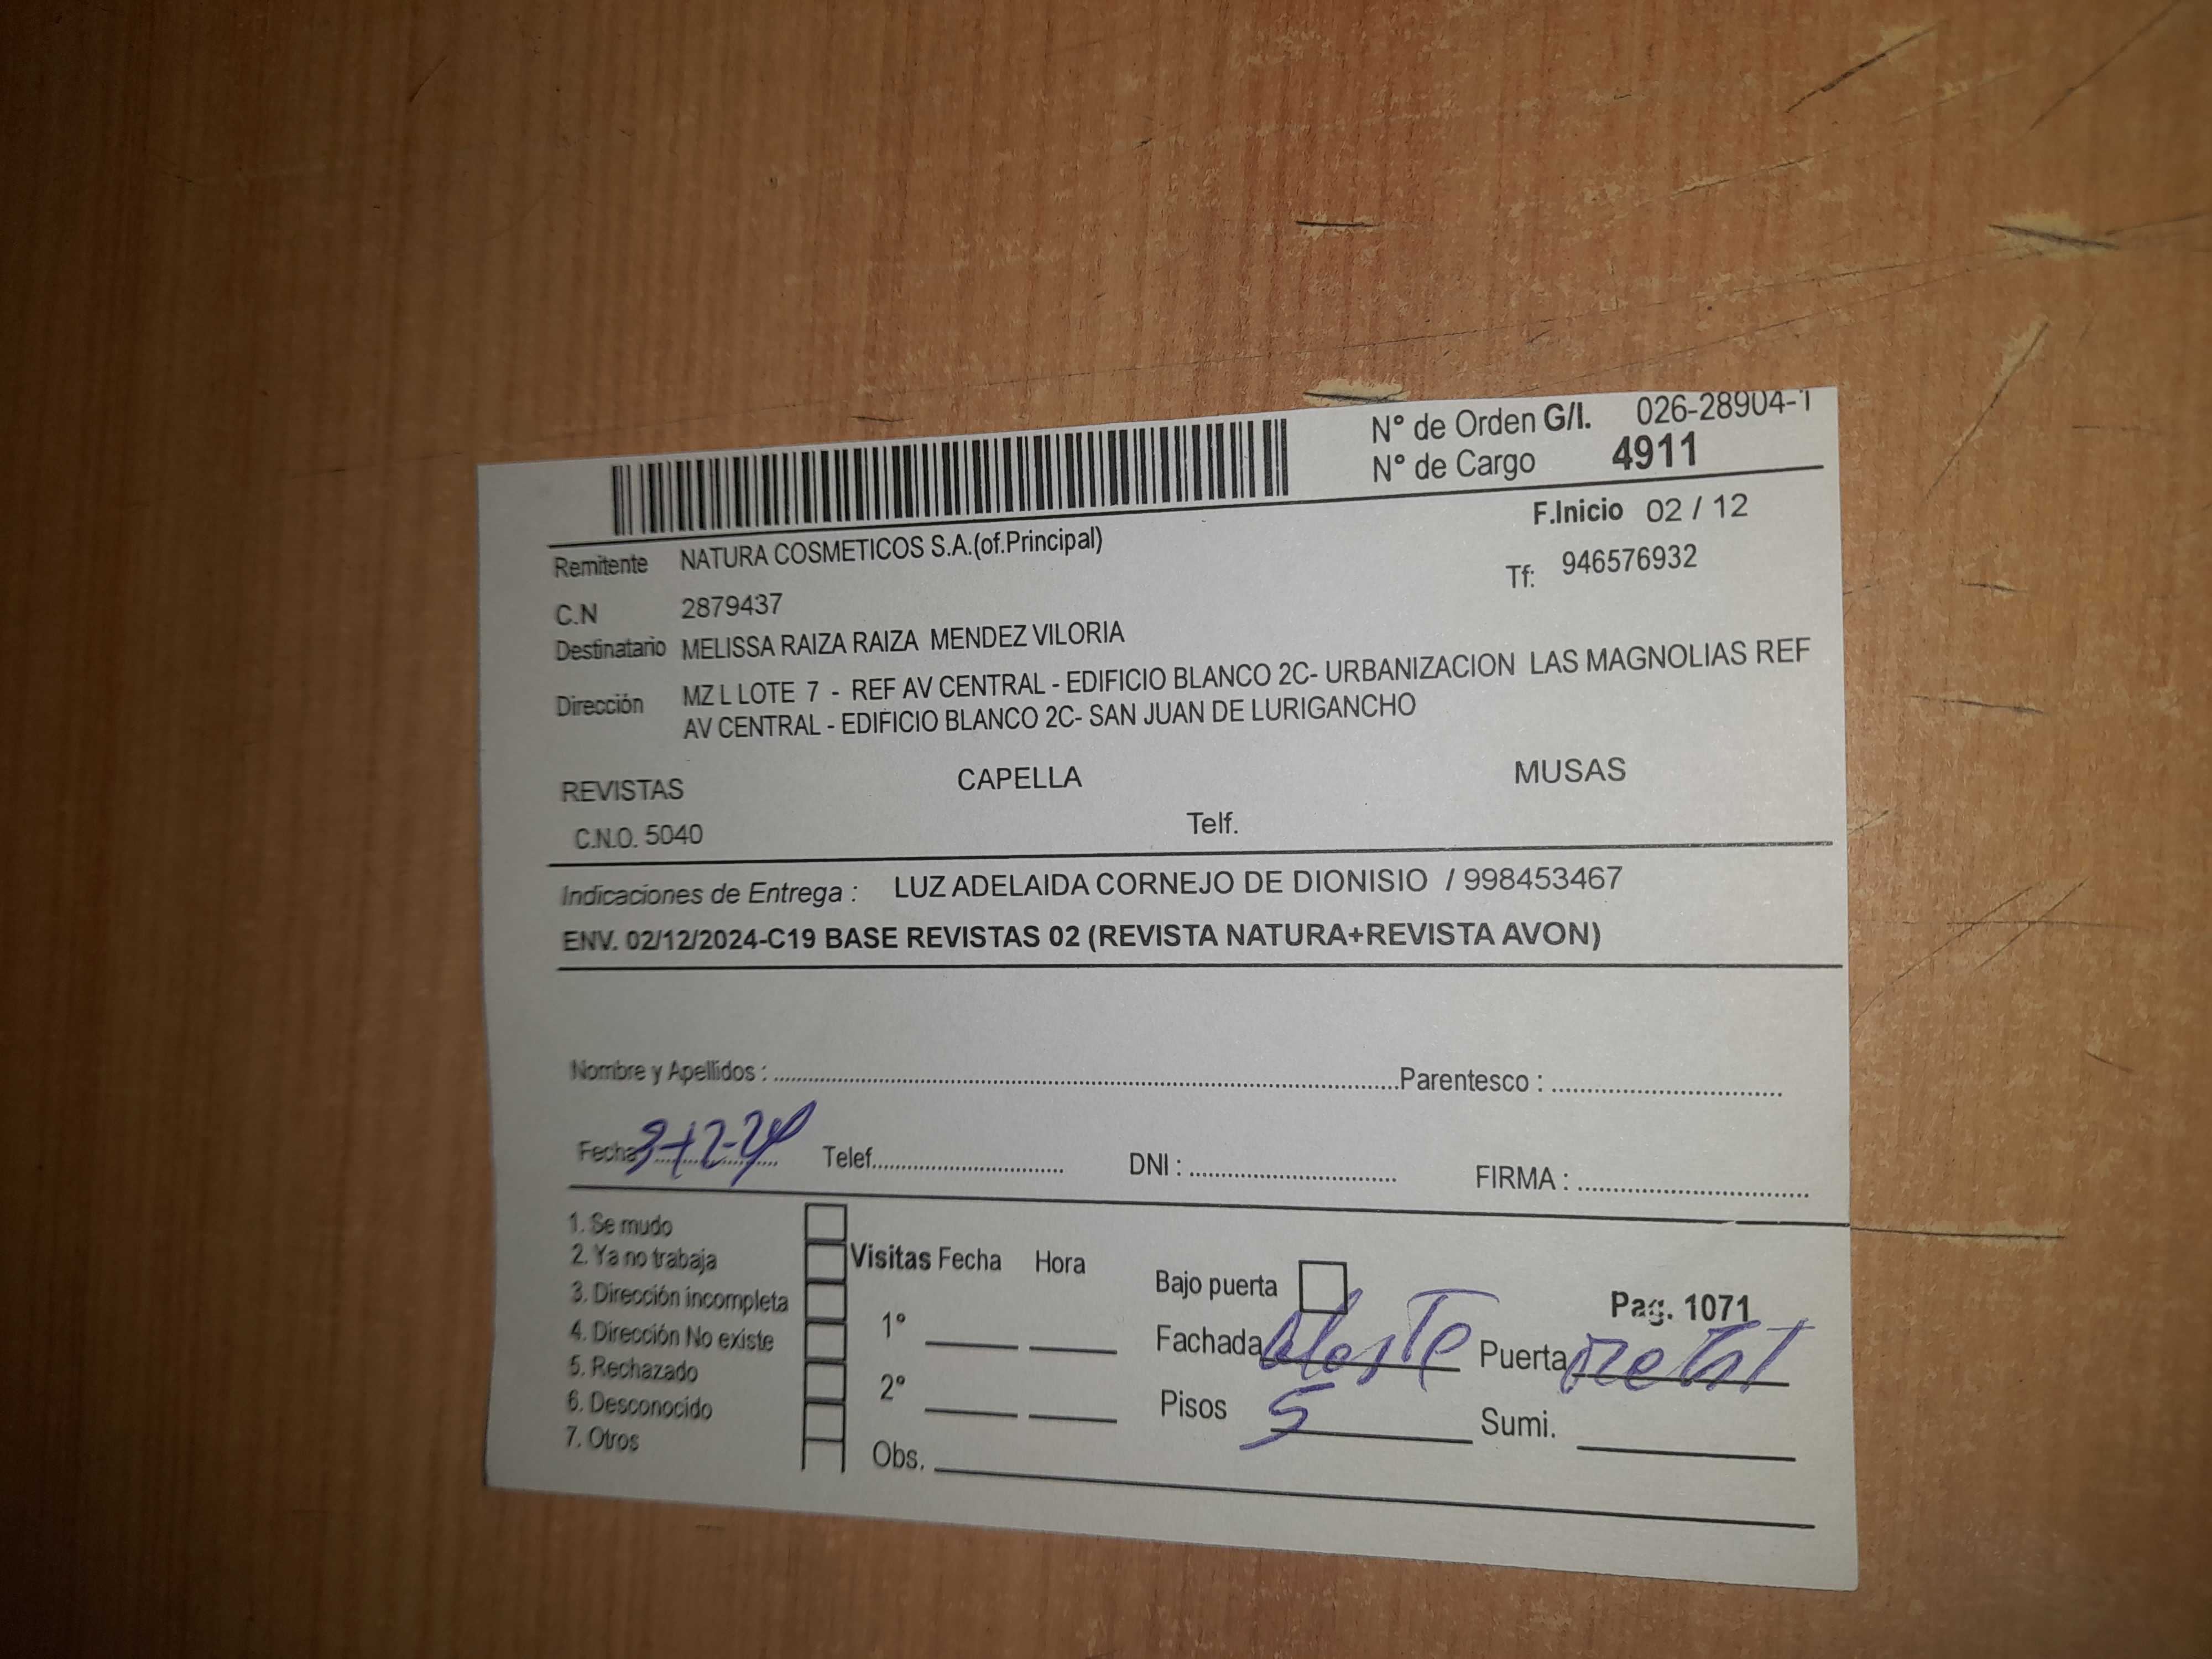 N° de Orden G/I. 026-28904-1
N° de Cargo 4911
F.Inicio 02 / 12
Remitente NATURA COSMETICOS S.A.(of.Principal)
Tf: 946576932
C.N 2879437
Destinatario MELISSA RAIZA RAIZA MENDEZ VILORIA
Dirección MZ L LOTE 7 - REF AV CENTRAL - EDIFICIO BLANCO 2C- URBANIZACION LAS MAGNOLIAS REF
AV CENTRAL - EDIFICIO BLANCO 2C- SAN JUAN DE LURIGANCHO
REVISTAS CAPELLA MUSAS
C.N.O. 5040 Telf.
Indicaciones de Entrega : LUZ ADELAIDA CORNEJO DE DIONISIO / 998453467
ENV. 02/12/2024-C19 BASE REVISTAS 02 (REVISTA NATURA+REVISTA AVON)
Nombre y Apellidos : Parentesco :
Fecha 3-12-24 Telef. DNI : FIRMA :
1. Se mudo
2. Ya no trabaja
3. Dirección incompleta
4. Dirección No existe
5. Rechazado
6. Desconocido
7. Otros
Visitas Fecha Hora
1°
2°
Obs.
Bajo puerta
Pag. 1071
Fachada Puerta metal
Pisos 5 Sumi.